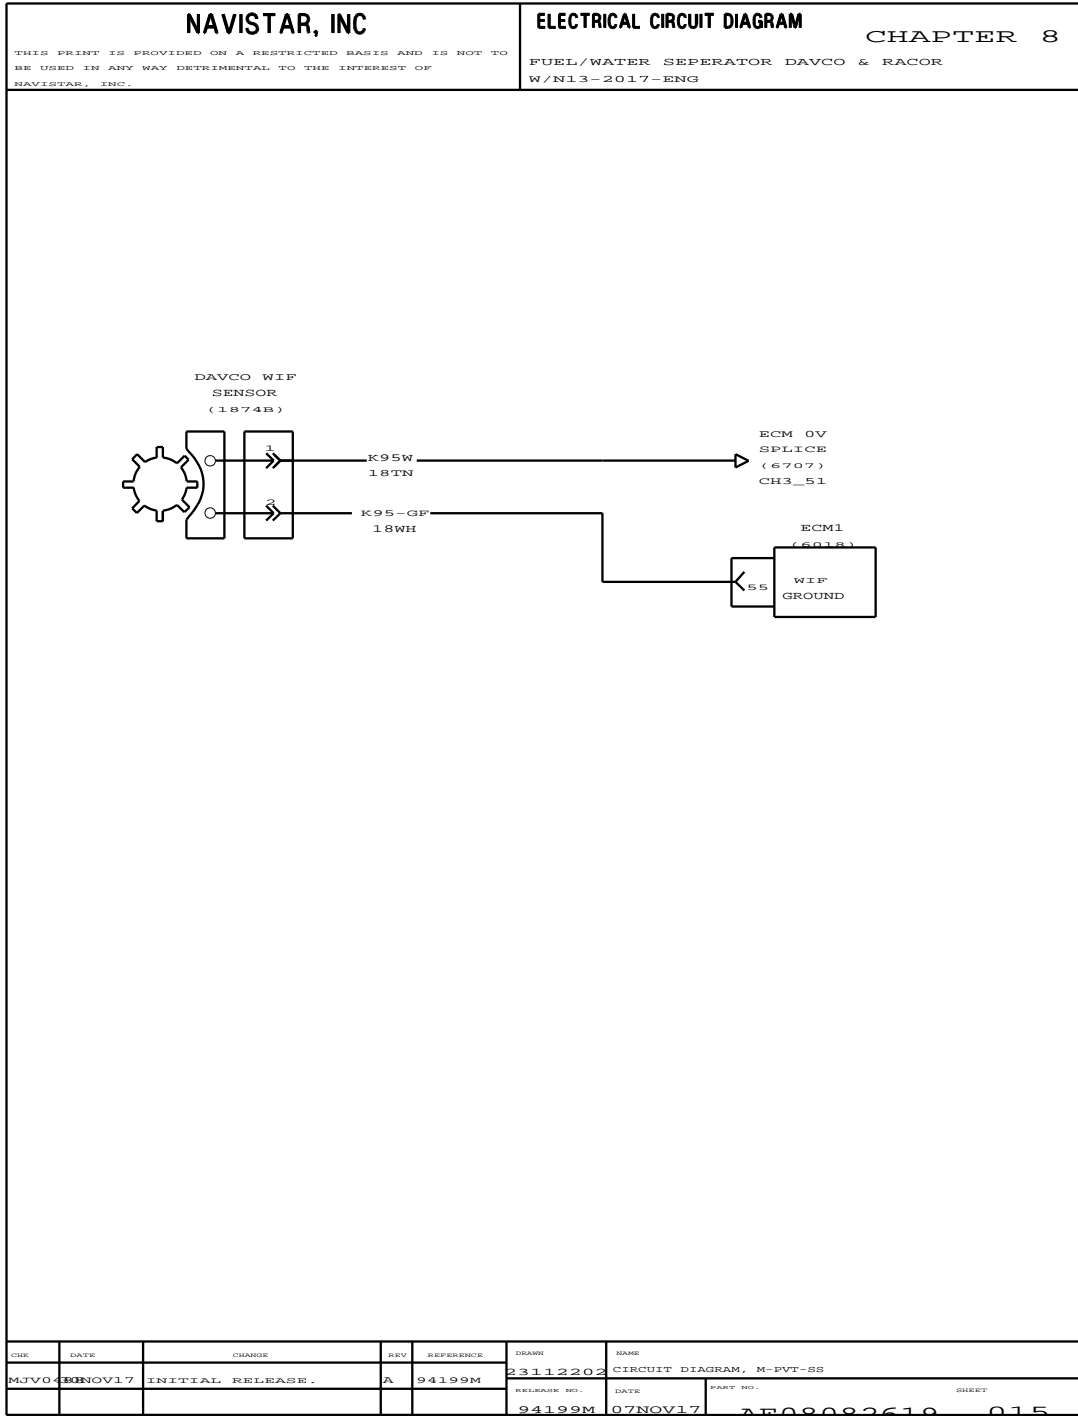 NAVISTAR, INC
THIS PRINT IS PROVIDED ON A RESTRICTED BASIS AND IS NOT TO
BE USED IN ANY WAY DETRIMENTAL TO THE INTEREST OF
NAVISTAR, INC.
ELECTRICAL CIRCUIT DIAGRAM
CHAPTER 8
FUEL/WATER SEPERATOR DAVCO & RACOR
W/N13-2017-ENG
DAVCO WIF
SENSOR
(1874B)
1
K95W
18TN
2
K95-GF
18WH
ECM 0V
SPLICE
(6707)
CH3_51
ECM1
(6018)
55
WIF
GROUND
CHK DATE CHANGE REV REFERENCE
INITIAL RELEASE. A 94199M
DRAWN
23112202
NAME
CIRCUIT DIAGRAM, M-PVT-SS
RELEASE NO.
94199M
DATE
07NOV17
PART NO.
AE08082619
SHEET
015